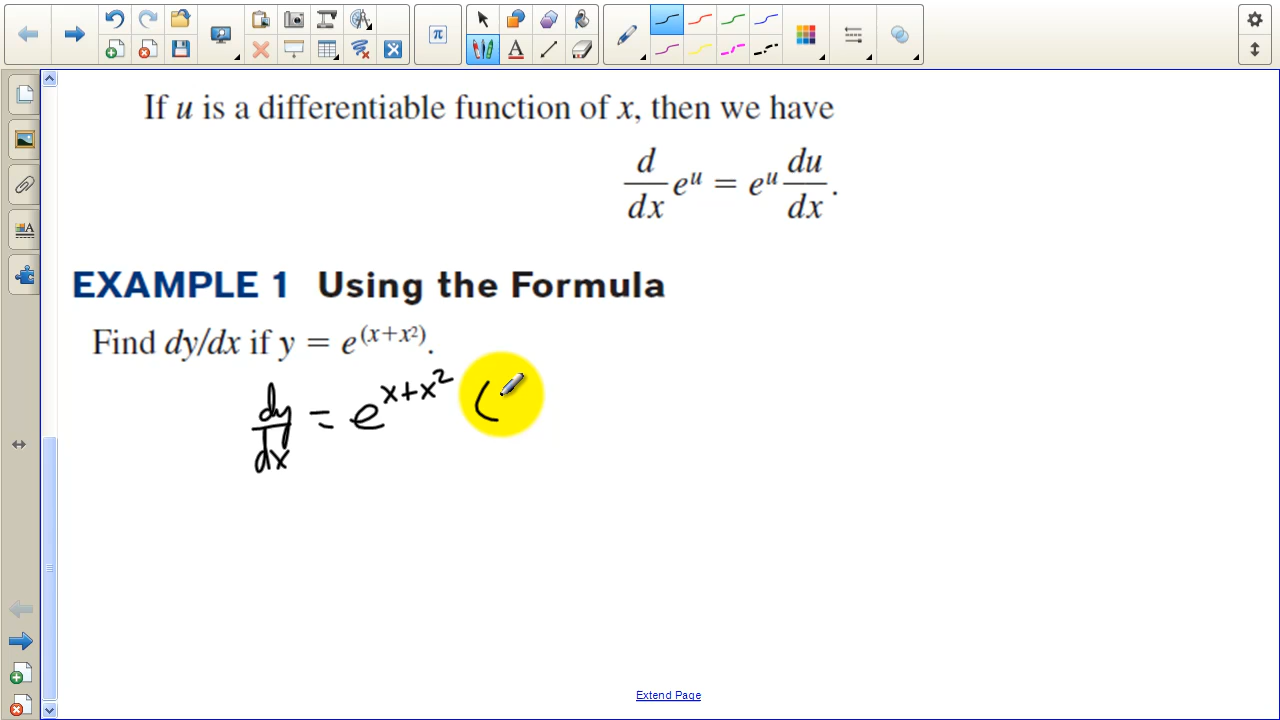 If u is a differentiable function of x, then we have
d/dx e^u = e^u du/dx.
EXAMPLE 1 Using the Formula
Find dy/dx if y = e^(x+x²).
dy/dx = e^x+x² (
Extend Page